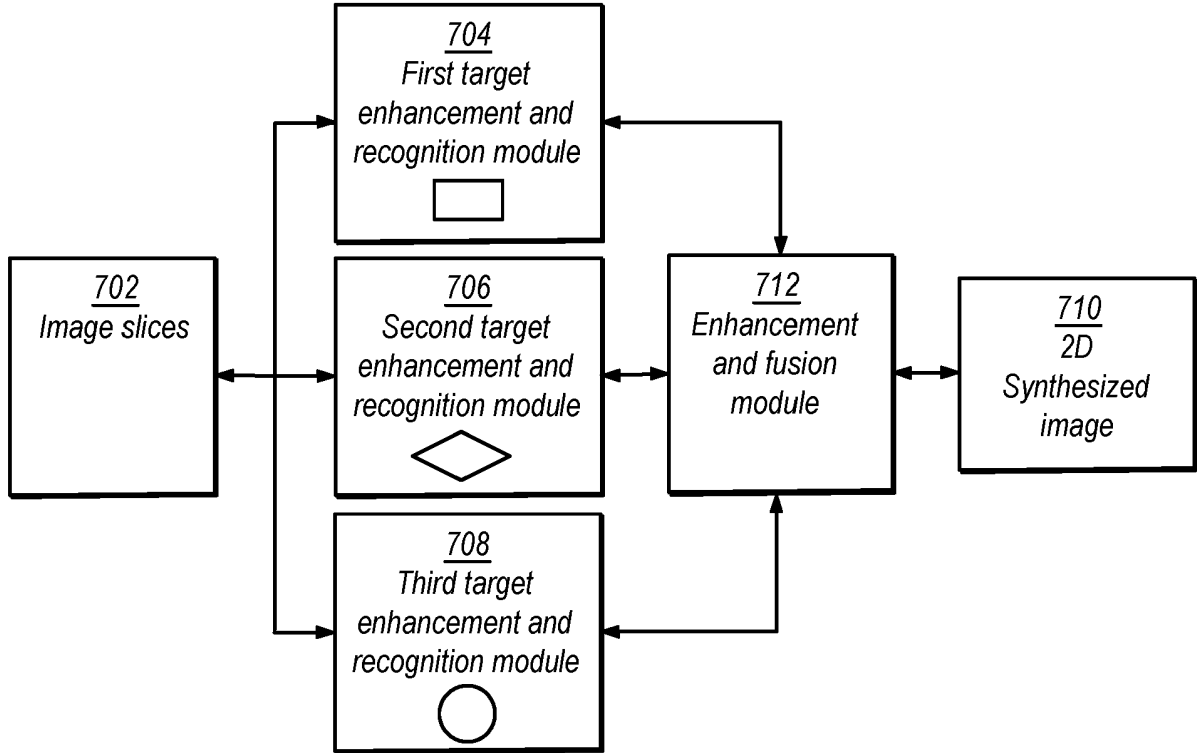 702
Image slices
704
First target
enhancement and
recognition module
706
Second target
enhancement and
recognition module
708
Third target
enhancement and
recognition module
712
Enhancement
and fusion
module
710
2D
Synthesized
image